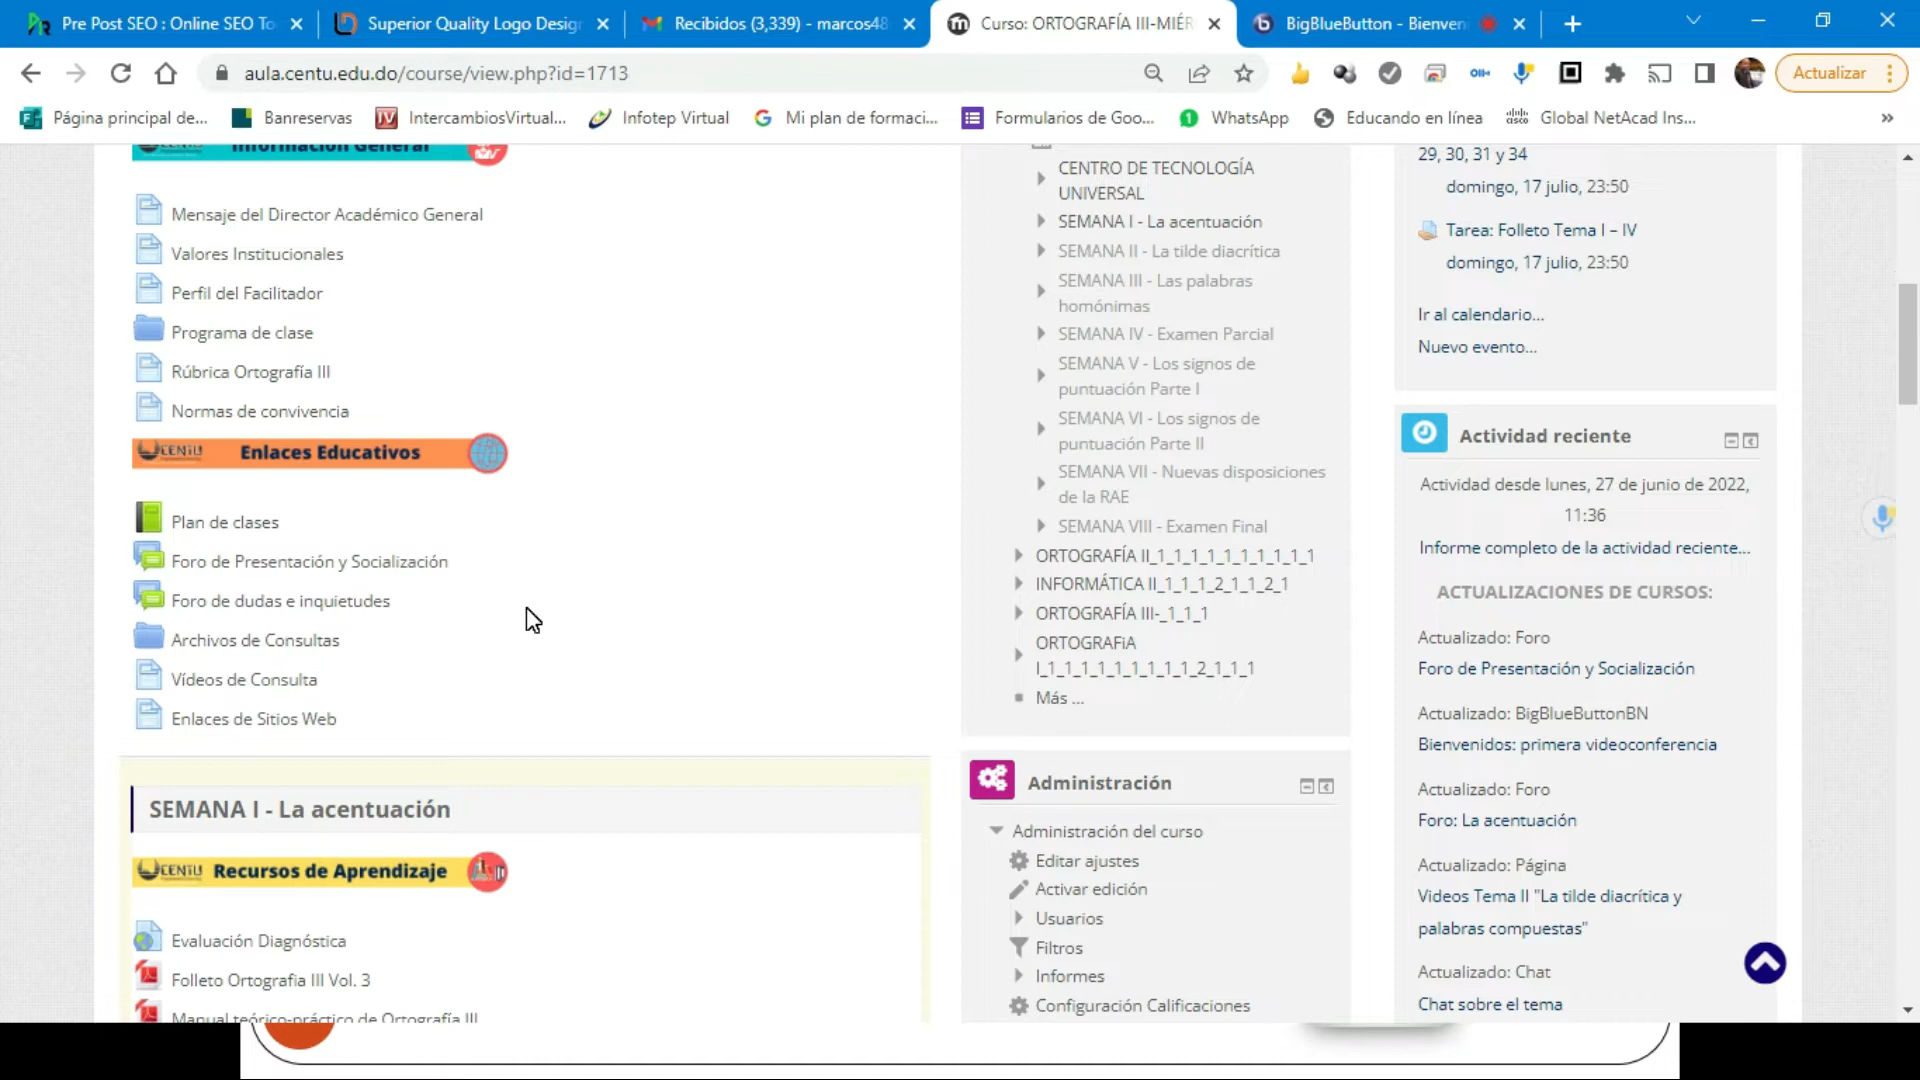 Pre Post SEO : Online SEO To
Superior Quality Logo Desig
Recibidos (3,339) - marcos48
Curso: ORTOGRAFÍA III-MIÉR
BigBlueButton - Bienven
aula.centu.edu.do/course/view.php?id=1713
Actualizar
Página principal de...
Banreservas
IntercambiosVirtual...
Infotep Virtual
Mi plan de formaci...
Formularios de Goo...
WhatsApp
Educando en línea
Global NetAcad Ins...
»
Información General
Mensaje del Director Académico General
Valores Institucionales
Perfil del Facilitador
Programa de clase
Rúbrica Ortografía III
Normas de convivencia
CENTU Enlaces Educativos
Plan de clases
Foro de Presentación y Socialización
Foro de dudas e inquietudes
Archivos de Consultas
Vídeos de Consulta
Enlaces de Sitios Web
SEMANA I - La acentuación
CENTU Recursos de Aprendizaje
Evaluación Diagnóstica
Folleto Ortografia III Vol. 3
Manual teórico-práctico de Ortografía III
CENTRO DE TECNOLOGÍA
UNIVERSAL
SEMANA I - La acentuación
SEMANA II - La tilde diacrítica
SEMANA III - Las palabras
homónimas
SEMANA IV - Examen Parcial
SEMANA V - Los signos de
puntuación Parte I
SEMANA VI - Los signos de
puntuación Parte II
SEMANA VII - Nuevas disposiciones
de la RAE
SEMANA VIII - Examen Final
ORTOGRAFÍA II_1_1_1_1_1_1_1_1_1_1
INFORMÁTICA II_1_1_1_2_1_1_2_1
ORTOGRAFÍA III-_1_1_1
ORTOGRAFiA
I_1_1_1_1_1_1_1_1_1_2_1_1_1
Más ...
Administración
Administración del curso
Editar ajustes
Activar edición
Usuarios
Filtros
Informes
Configuración Calificaciones
29, 30, 31 y 34
domingo, 17 julio, 23:50
Tarea: Folleto Tema I – IV
domingo, 17 julio, 23:50
Ir al calendario...
Nuevo evento...
Actividad reciente
Actividad desde lunes, 27 de junio de 2022,
11:36
Informe completo de la actividad reciente...
ACTUALIZACIONES DE CURSOS:
Actualizado: Foro
Foro de Presentación y Socialización
Actualizado: BigBlueButtonBN
Bienvenidos: primera videoconferencia
Actualizado: Foro
Foro: La acentuación
Actualizado: Página
Videos Tema II "La tilde diacrítica y
palabras compuestas"
Actualizado: Chat
Chat sobre el tema